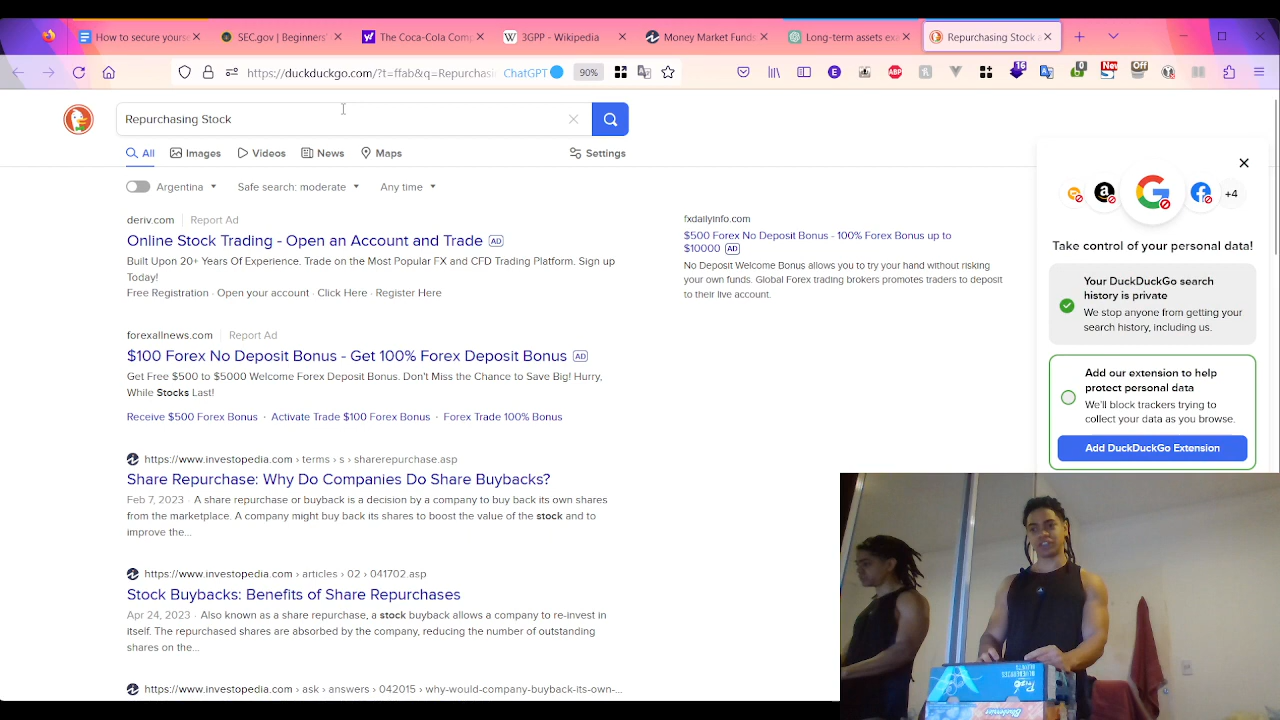 How to secure yourse
SEC.gov | Beginners'
The Coca-Cola Com
3GPP - Wikipedia
Money Market Funds
Long-term assets exa
Repurchasing Stock a
https://duckduckgo.com/?t=ffab&q=Repurchasi
ChatGPT
90%
16
New
0
Off
Repurchasing Stock
All
Images
Videos
News
Maps
Settings
Argentina
Safe search: moderate
Any time
deriv.com
Report Ad
Online Stock Trading - Open an Account and Trade AD
Built Upon 20+ Years Of Experience. Trade on the Most Popular FX and CFD Trading Platform. Sign up
Today!
Free Registration · Open your account · Click Here · Register Here
forexallnews.com
Report Ad
$100 Forex No Deposit Bonus - Get 100% Forex Deposit Bonus AD
Get Free $500 to $5000 Welcome Forex Deposit Bonus. Don't Miss the Chance to Save Big! Hurry,
While Stocks Last!
Receive $500 Forex Bonus · Activate Trade $100 Forex Bonus · Forex Trade 100% Bonus
https://www.investopedia.com › terms › s › sharerepurchase.asp
Share Repurchase: Why Do Companies Do Share Buybacks?
Feb 7, 2023 · A share repurchase or buyback is a decision by a company to buy back its own shares
from the marketplace. A company might buy back its shares to boost the value of the stock and to
improve the...
https://www.investopedia.com › articles › 02 › 041702.asp
Stock Buybacks: Benefits of Share Repurchases
Apr 24, 2023 · Also known as a share repurchase, a stock buyback allows a company to re-invest in
itself. The repurchased shares are absorbed by the company, reducing the number of outstanding
shares on the...
https://www.investopedia.com › ask › answers › 042015 › why-would-company-buyback-its-own-...
fxdailyinfo.com
$500 Forex No Deposit Bonus - 100% Forex Bonus up to
$10000 AD
No Deposit Welcome Bonus allows you to try your hand without risking
your own funds. Global Forex trading brokers promotes traders to deposit
to their live account.
+4
Take control of your personal data!
Your DuckDuckGo search
history is private
We stop anyone from getting your
search history, including us.
Add our extension to help
protect personal data
We'll block trackers trying to
collect your data as you browse.
Add DuckDuckGo Extension